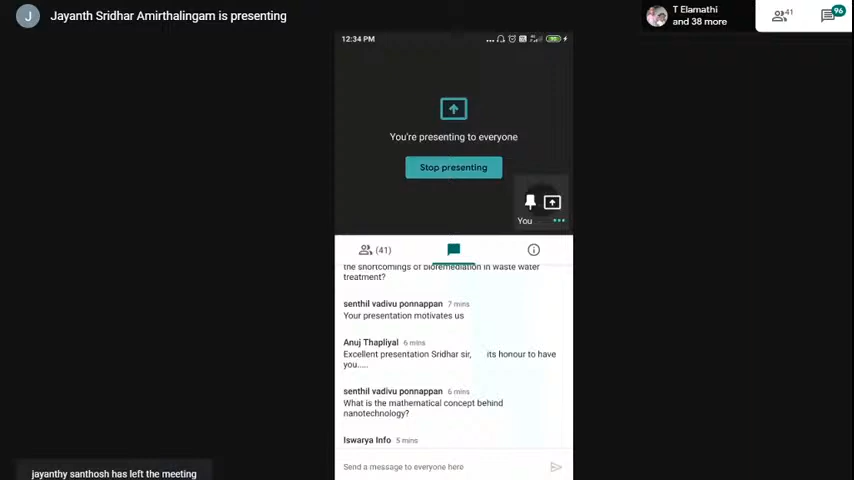 J Jayanth Sridhar Amirthalingam is presenting
T Elamathi
and 38 more
41
96
12:34 PM
You're presenting to everyone
Stop presenting
You
(41)
the shortcomings of bioremediation in waste water
treatment?
senthil vadivu ponnappan 7 mins
Your presentation motivates us
Anuj Thapliyal 6 mins
Excellent presentation Sridhar sir, its honour to have
you.....
senthil vadivu ponnappan 6 mins
What is the mathematical concept behind
nanotechnology?
Iswarya Info 5 mins
Send a message to everyone here
jayanthy santhosh has left the meeting